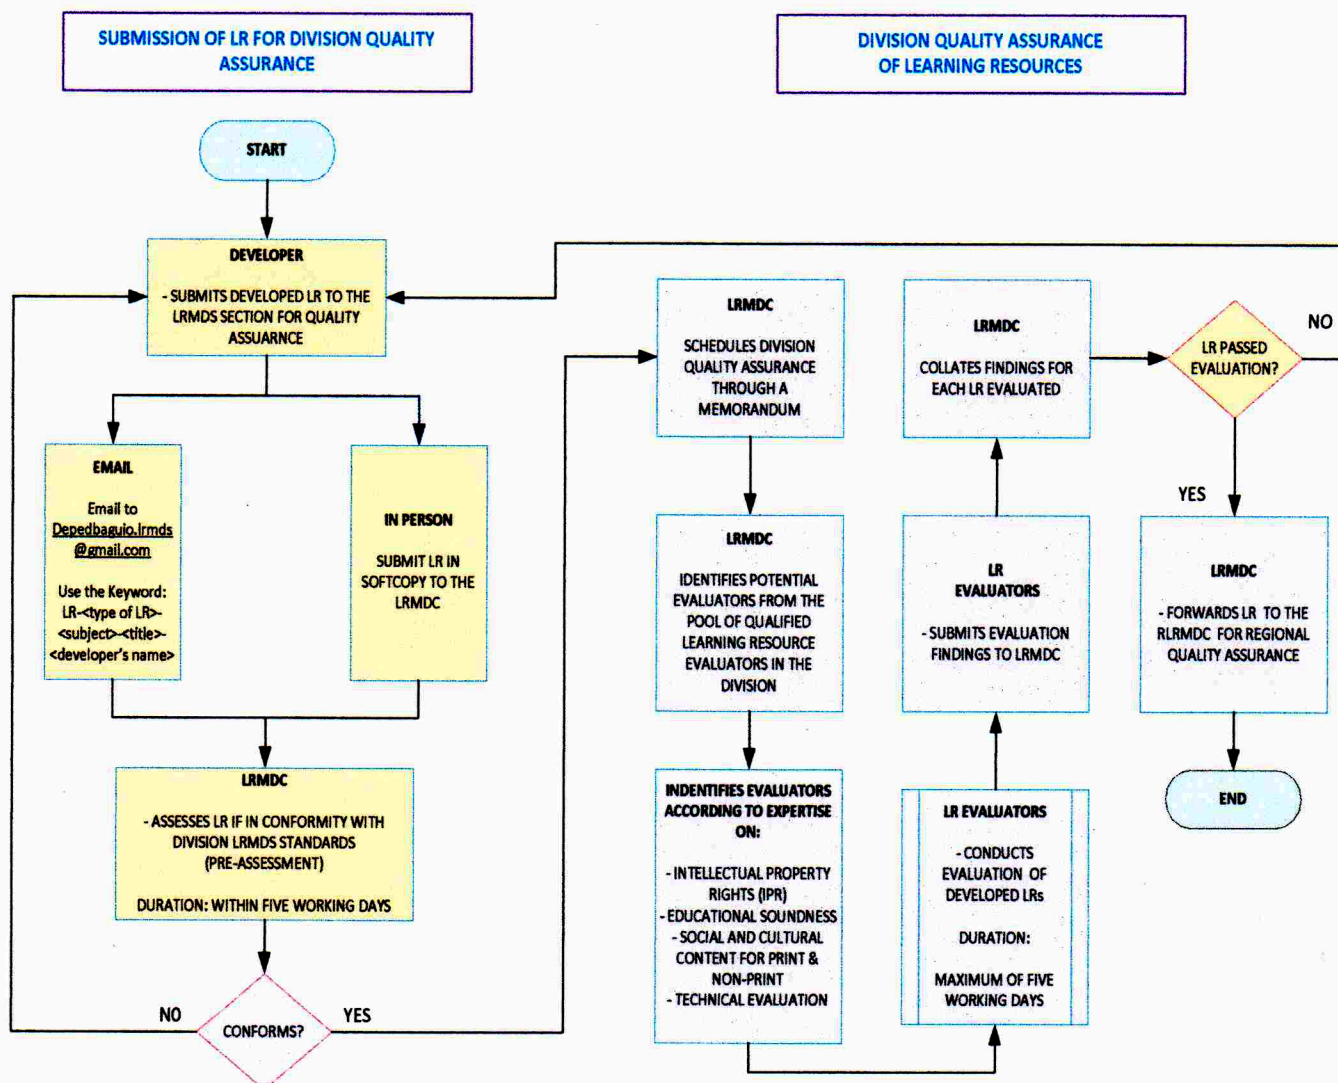 SUBMISSION OF LR FOR DIVISION QUALITY
ASSURANCE
DIVISION QUALITY ASSURANCE
OF LEARNING RESOURCES
START
DEVELOPER
- SUBMITS DEVELOPED LR TO THE
LRMDS SECTION FOR QUALITY
ASSUARNCE
EMAIL
Email to
Depedbaguio.lrmds
@gmail.com
Use the Keyword:
LR-<type of LR>-
<subject>-<title>-
<developer's name>
IN PERSON
SUBMIT LR IN
SOFTCOPY TO THE
LRMDC
LRMDC
- ASSESSES LR IF IN CONFORMITY WITH
DIVISION LRMDS STANDARDS
(PRE-ASSESSMENT)
DURATION: WITHIN FIVE WORKING DAYS
NO
CONFORMS?
YES
LRMDC
SCHEDULES DIVISION
QUALITY ASSURANCE
THROUGH A
MEMORANDUM
LRMDC
IDENTIFIES POTENTIAL
EVALUATORS FROM THE
POOL OF QUALIFIED
LEARNING RESOURCE
EVALUATORS IN THE
DIVISION
INDENTIFIES EVALUATORS
ACCORDING TO EXPERTISE
ON:
- INTELLECTUAL PROPERTY
RIGHTS (IPR)
- EDUCATIONAL SOUNDNESS
- SOCIAL AND CULTURAL
CONTENT FOR PRINT &
NON-PRINT
- TECHNICAL EVALUATION
LR EVALUATORS
- CONDUCTS
EVALUATION OF
DEVELOPED LRs
DURATION:
MAXIMUM OF FIVE
WORKING DAYS
LR
EVALUATORS
- SUBMITS EVALUATION
FINDINGS TO LRMDC
LRMDC
COLLATES FINDINGS FOR
EACH LR EVALUATED
LR PASSED
EVALUATION?
NO
YES
LRMDC
- FORWARDS LR TO THE
RLRMDC FOR REGIONAL
QUALITY ASSURANCE
END